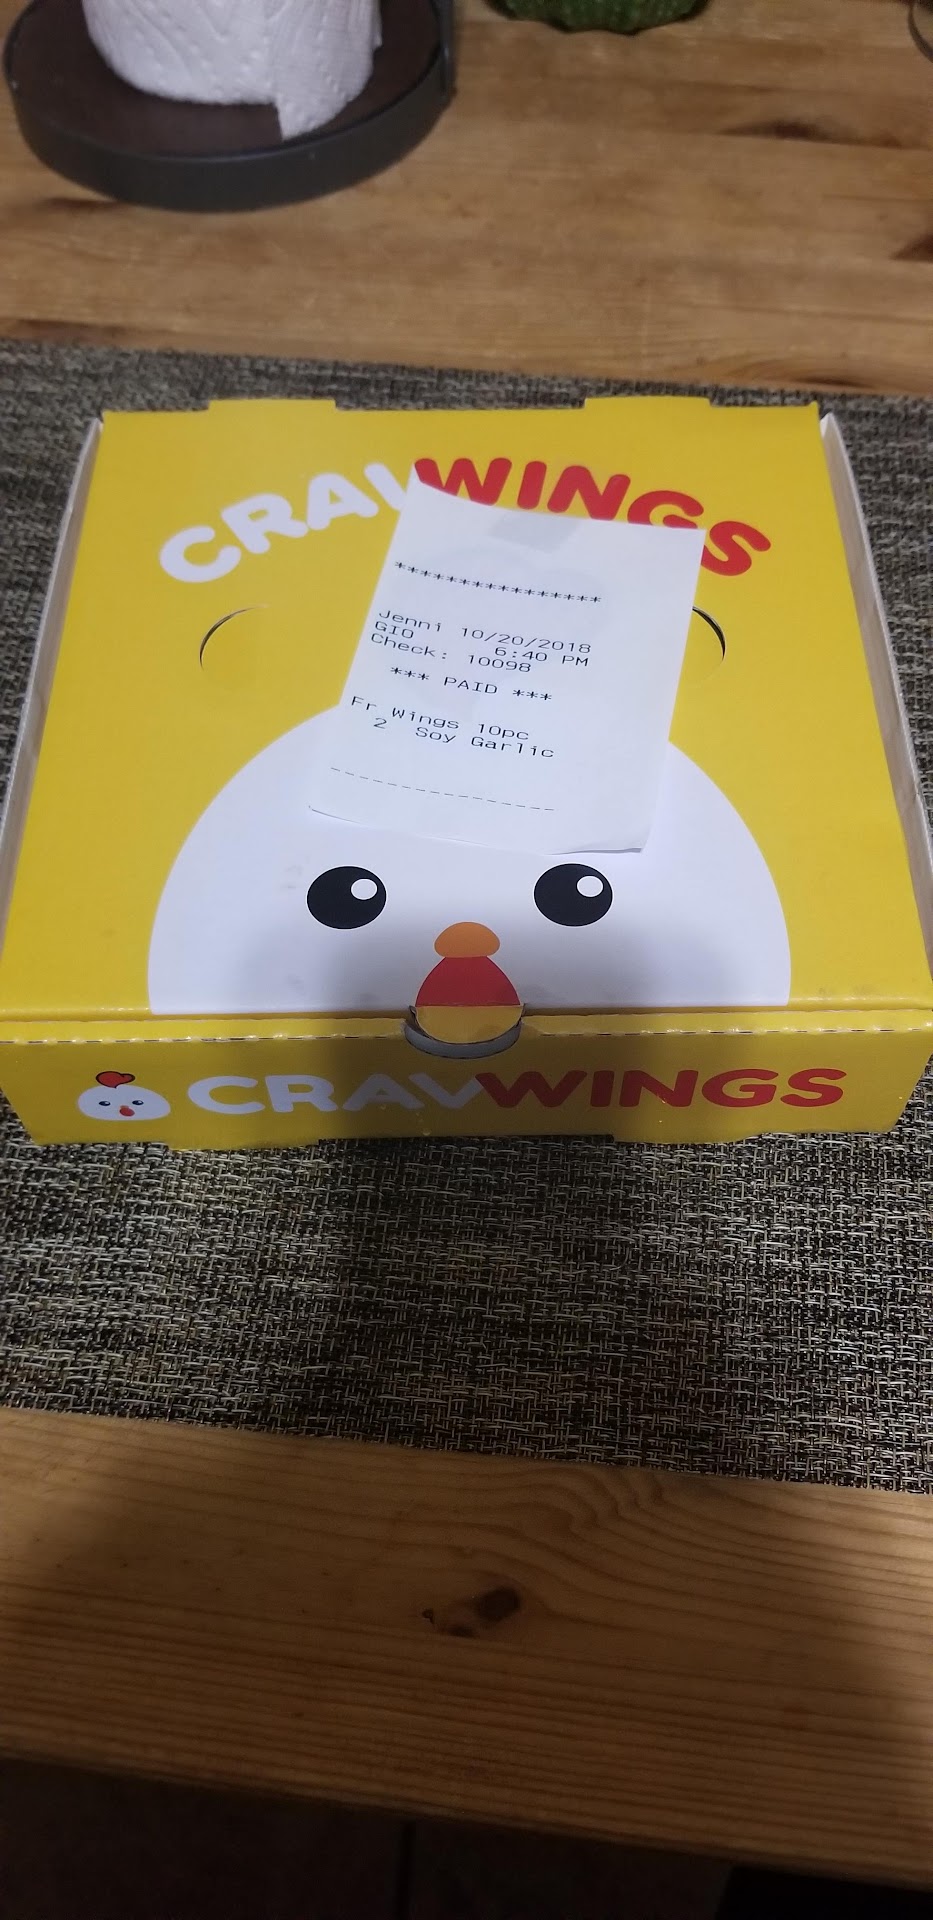 CRAVWINGS
****************
Jenni 10/20/2018
GIO 6:40 PM
Check: 10098
*** PAID ***
Fr Wings 10pc
2 Soy Garlic
----------------
CRAVWINGS